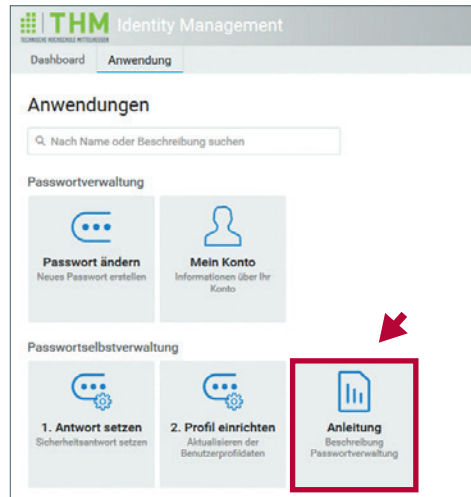 THM Identity Management
TECHNISCHE HOCHSCHULE MITTELHESSEN
Dashboard Anwendung
Anwendungen
Nach Name oder Beschreibung suchen
Passwortverwaltung
Passwort ändern Mein Konto
Neues Passwort erstellen Informationen über Ihr
Konto
Passwortselbstverwaltung
1. Antwort setzen 2. Profil einrichten Anleitung
Sicherheitsantwort setzen Aktualisieren der Beschreibung
Benutzerprofildaten Passwortverwaltung